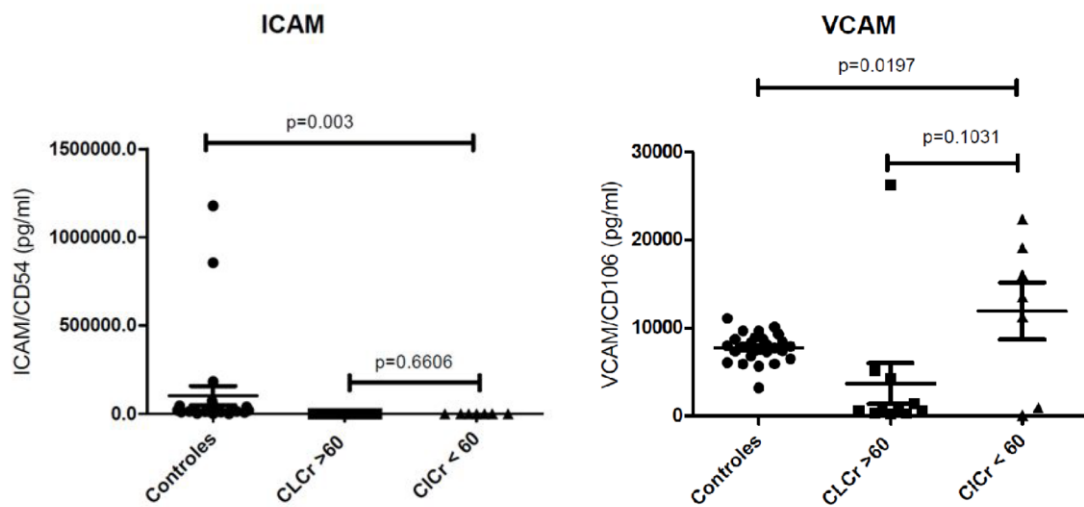 ICAM
p=0.003
1500000.0
1000000.0
500000.0
0.0
ICAM/CD54 (pg/ml)
p=0.6606
Controles
CLCr >60
ClCr < 60
VCAM
p=0.0197
p=0.1031
30000
20000
10000
0
VCAM/CD106 (pg/ml)
Controles
CLCr >60
ClCr < 60